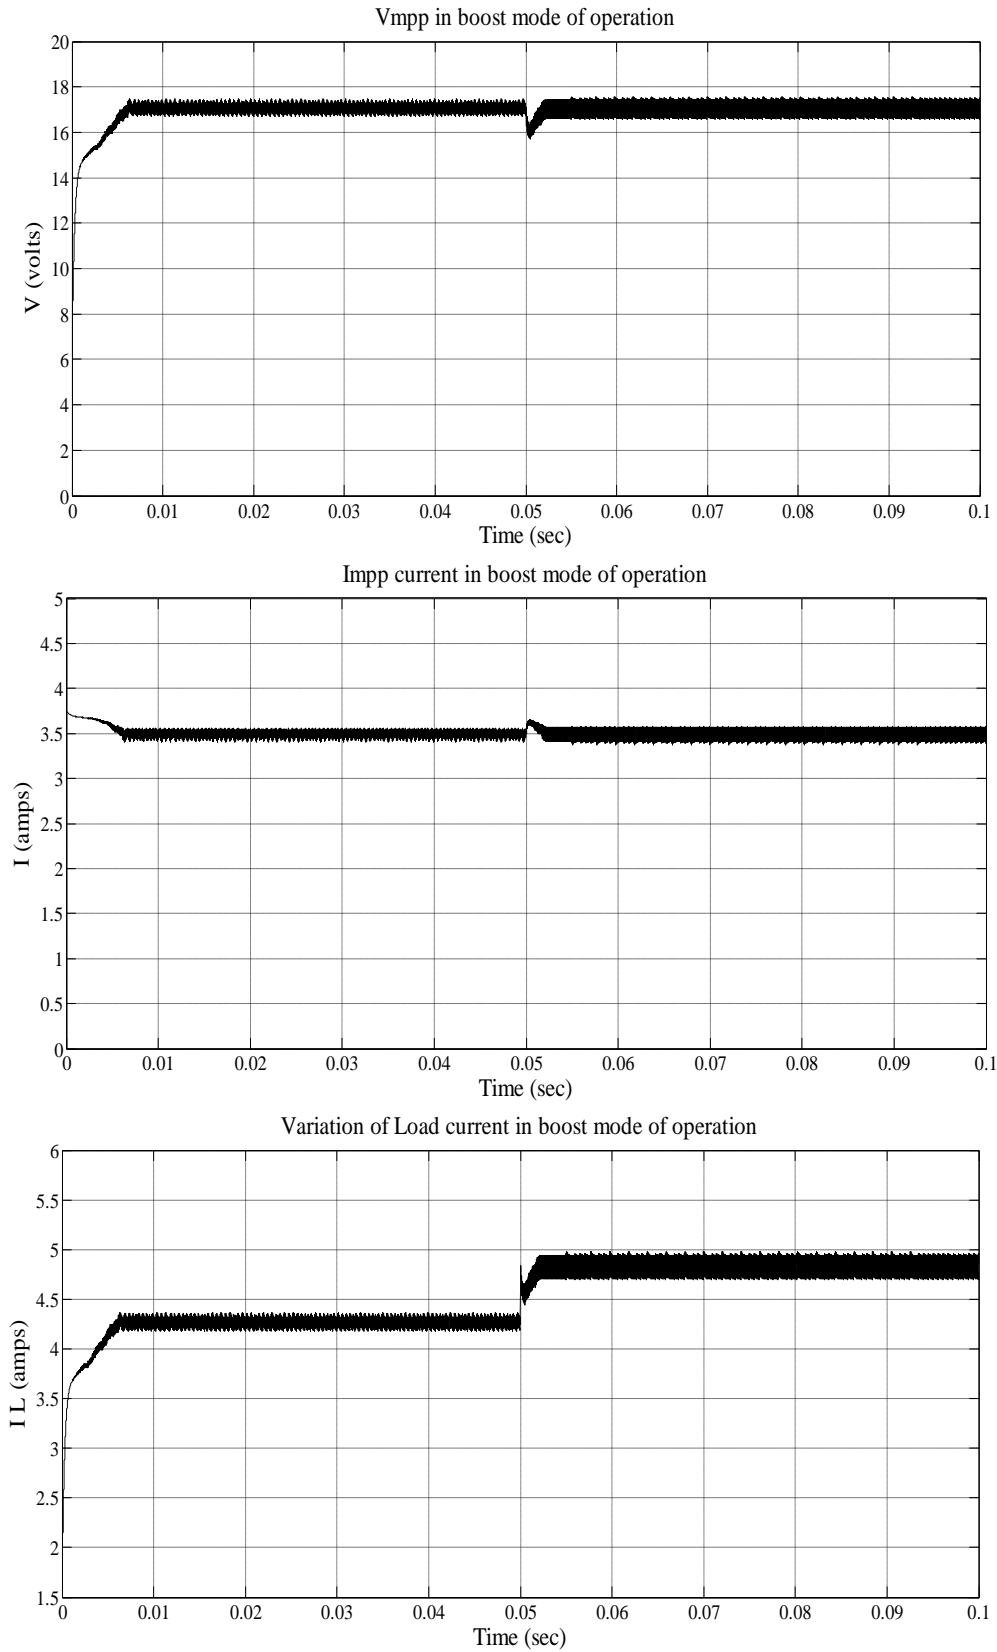 Vmpp in boost mode of operation
20
18
16
14
12
10
8
6
4
2
0
V (volts)
0 0.01 0.02 0.03 0.04 0.05 0.06 0.07 0.08 0.09 0.1
Time (sec)
Impp current in boost mode of operation
5
4.5
4
3.5
3
2.5
2
1.5
1
0.5
0
I (amps)
0 0.01 0.02 0.03 0.04 0.05 0.06 0.07 0.08 0.09 0.1
Time (sec)
Variation of Load current in boost mode of operation
6
5.5
5
4.5
4
3.5
3
2.5
2
1.5
I L (amps)
0 0.01 0.02 0.03 0.04 0.05 0.06 0.07 0.08 0.09 0.1
Time (sec)